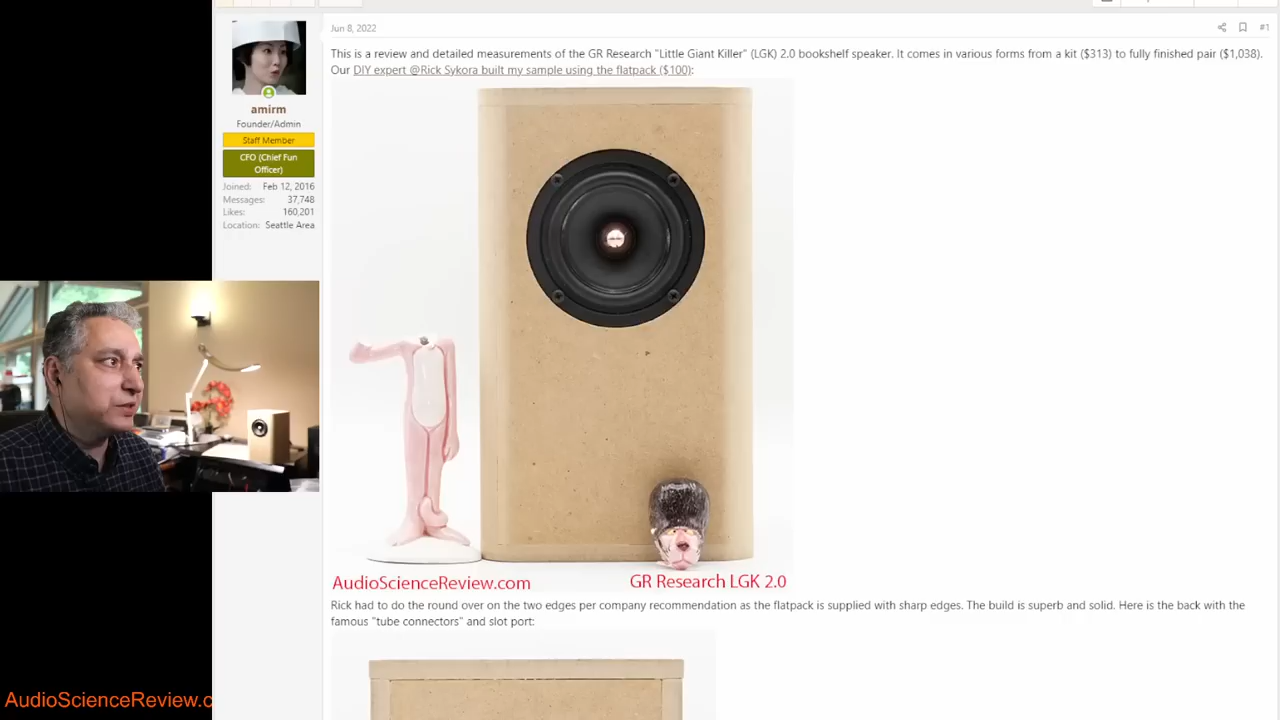 Jun 8, 2022
#1
This is a review and detailed measurements of the GR Research "Little Giant Killer" (LGK) 2.0 bookshelf speaker. It comes in various forms from a kit ($313) to fully finished pair ($1,038).
Our DIY expert @Rick Sykora built my sample using the flatpack ($100):
amirm
Founder/Admin
Staff Member
CFO (Chief Fun
Officer)
Joined: Feb 12, 2016
Messages: 37,748
Likes: 160,201
Location: Seattle Area
AudioScienceReview.com
GR Research LGK 2.0
Rick had to do the round over on the two edges per company recommendation as the flatpack is supplied with sharp edges. The build is superb and solid. Here is the back with the
famous "tube connectors" and slot port:
AudioScienceReview.c